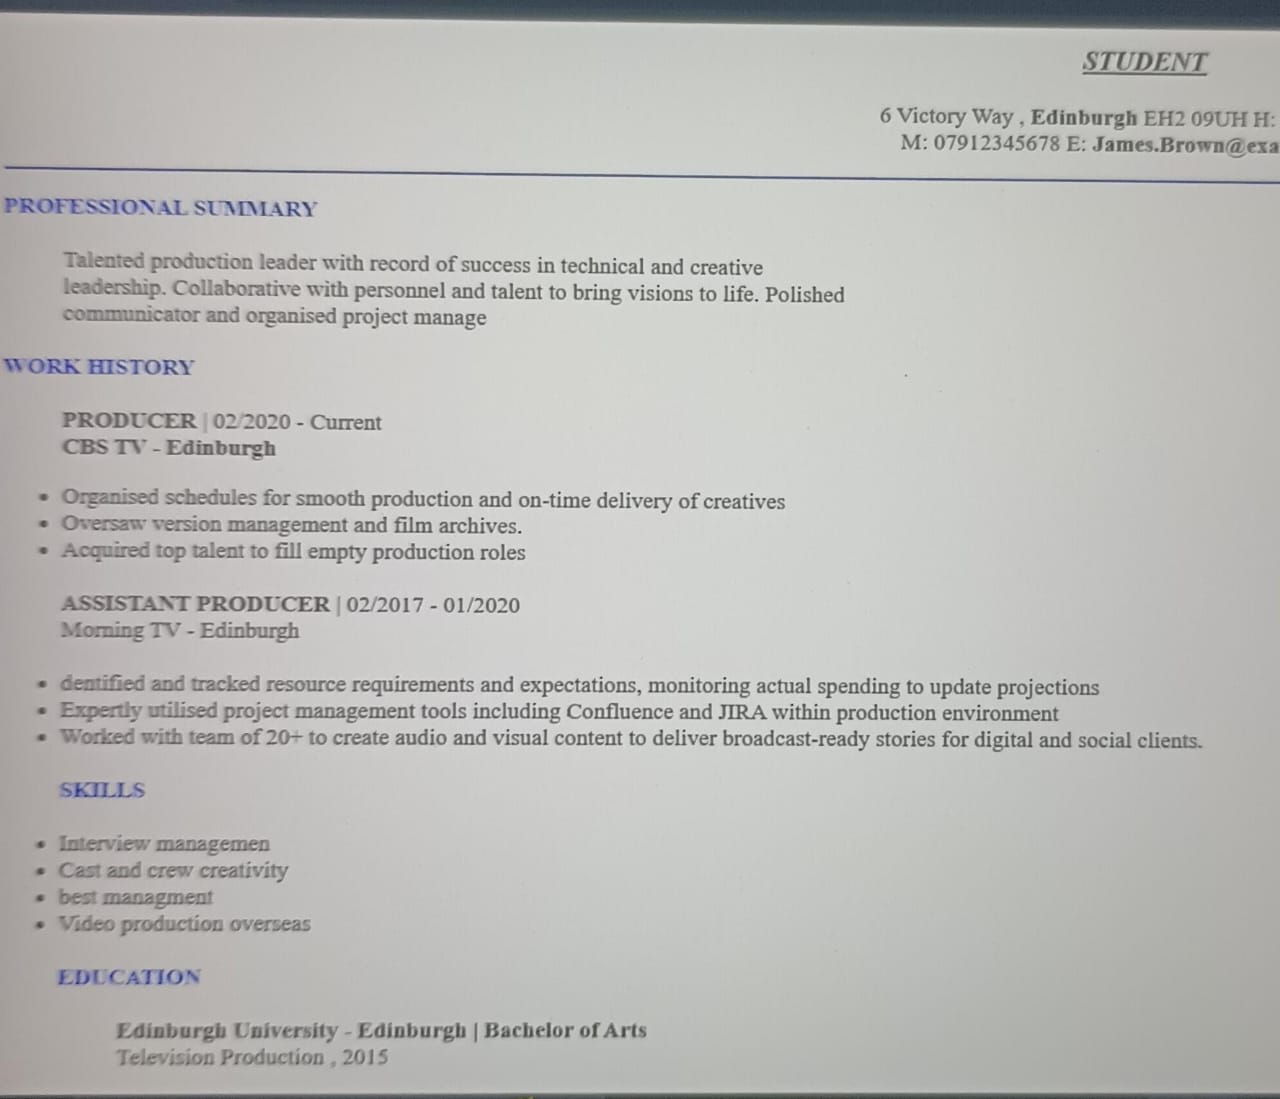 STUDENT
6 Victory Way , Edinburgh EH2 09UH H:
M: 07912345678 E: James.Brown@exa
PROFESSIONAL SUMMARY
Talented production leader with record of success in technical and creative
leadership. Collaborative with personnel and talent to bring visions to life. Polished
communicator and organised project manage
WORK HISTORY
PRODUCER | 02/2020 - Current
CBS TV - Edinburgh
• Organised schedules for smooth production and on-time delivery of creatives
• Oversaw version management and film archives.
• Acquired top talent to fill empty production roles
ASSISTANT PRODUCER | 02/2017 - 01/2020
Morning TV - Edinburgh
• dentified and tracked resource requirements and expectations, monitoring actual spending to update projections
• Expertly utilised project management tools including Confluence and JIRA within production environment
• Worked with team of 20+ to create audio and visual content to deliver broadcast-ready stories for digital and social clients.
SKILLS
• Interview managemen
• Cast and crew creativity
• best managment
• Video production overseas
EDUCATION
Edinburgh University - Edinburgh | Bachelor of Arts
Television Production , 2015